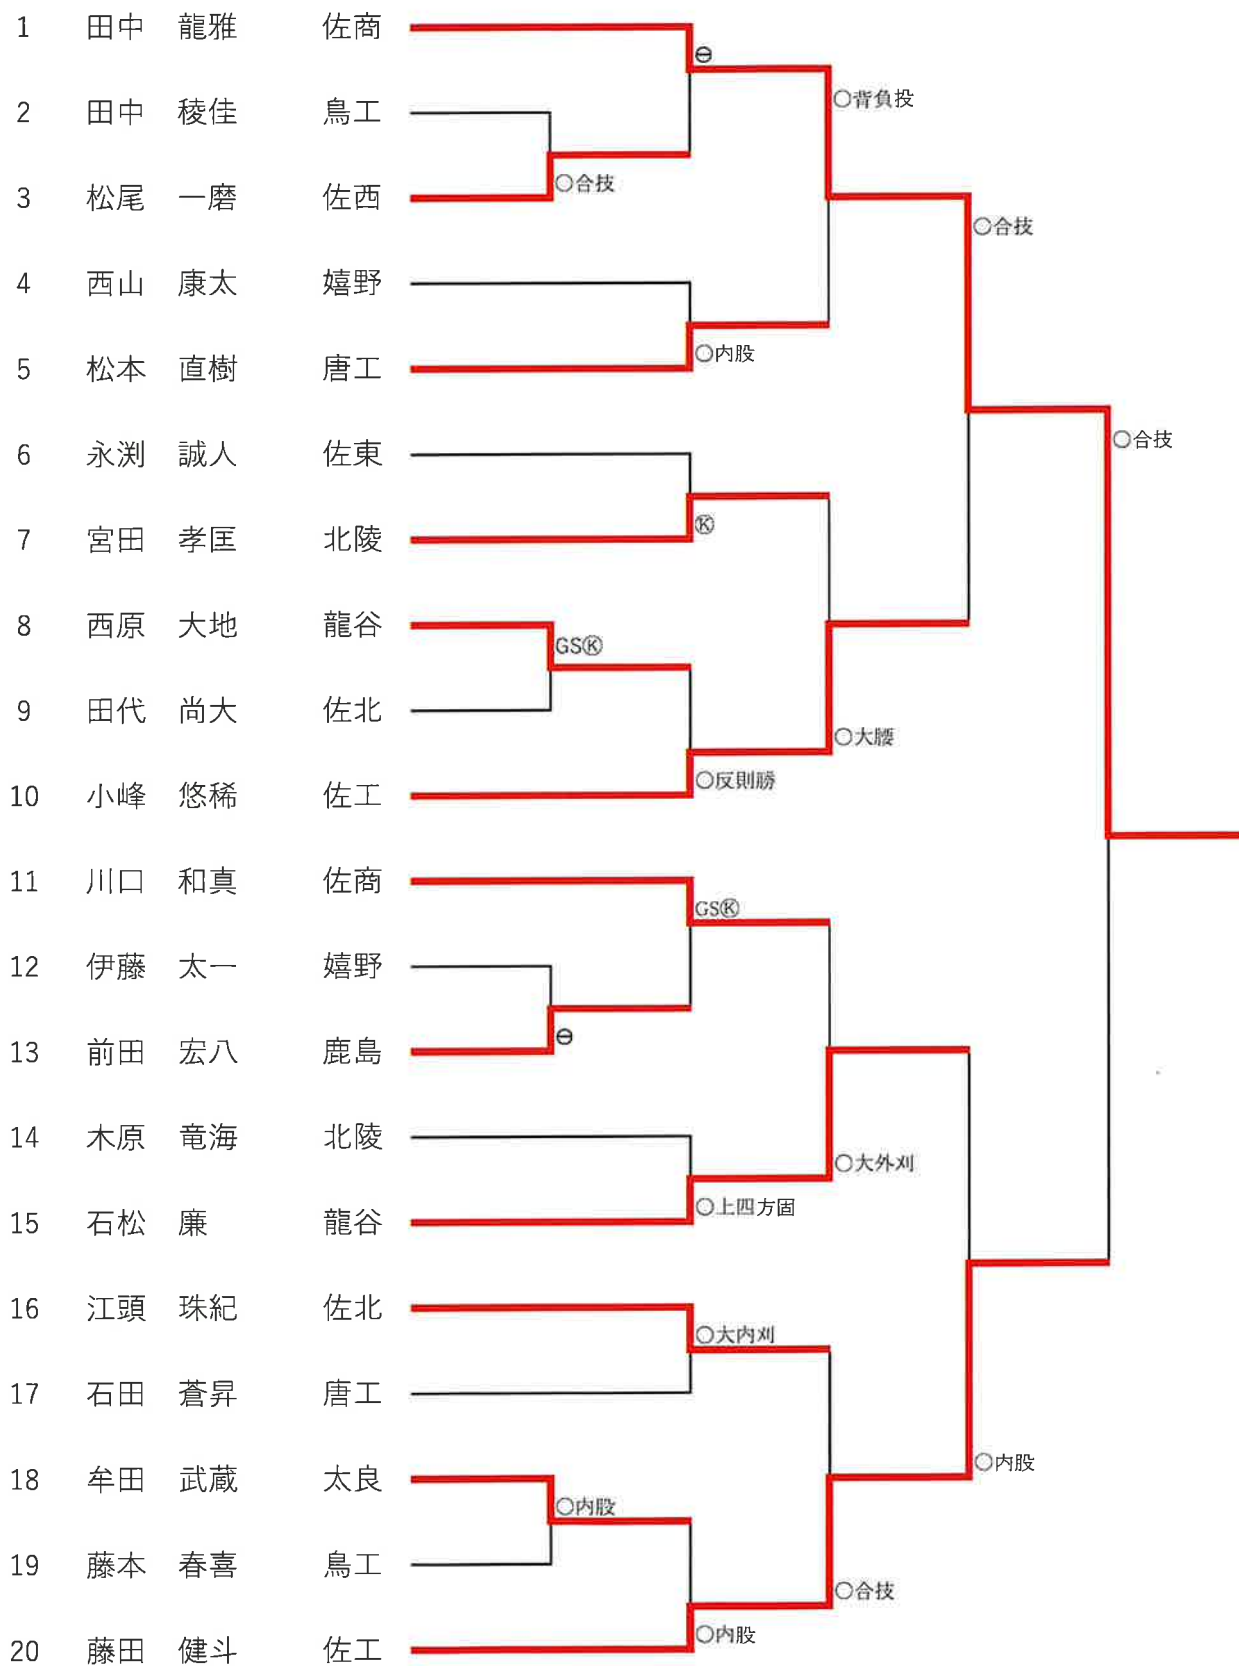 1 田中 龍雅 佐商
⊖
○背負投
2 田中 稜佳 鳥工
○合技
3 松尾 一磨 佐西
○合技
4 西山 康太 嬉野
○内股
5 松本 直樹 唐工
○合技
6 永渕 誠人 佐東
Ⓚ
7 宮田 孝匡 北陵
8 西原 大地 龍谷
GSⓀ
9 田代 尚大 佐北
○大腰
○反則勝
10 小峰 悠稀 佐工
11 川口 和真 佐商
GSⓀ
12 伊藤 太一 嬉野
⊖
13 前田 宏八 鹿島
14 木原 竜海 北陵
○大外刈
○上四方固
15 石松 廉 龍谷
16 江頭 珠紀 佐北
○大内刈
17 石田 蒼昇 唐工
○内股
18 牟田 武蔵 太良
○内股
19 藤本 春喜 鳥工
○合技
○内股
20 藤田 健斗 佐工